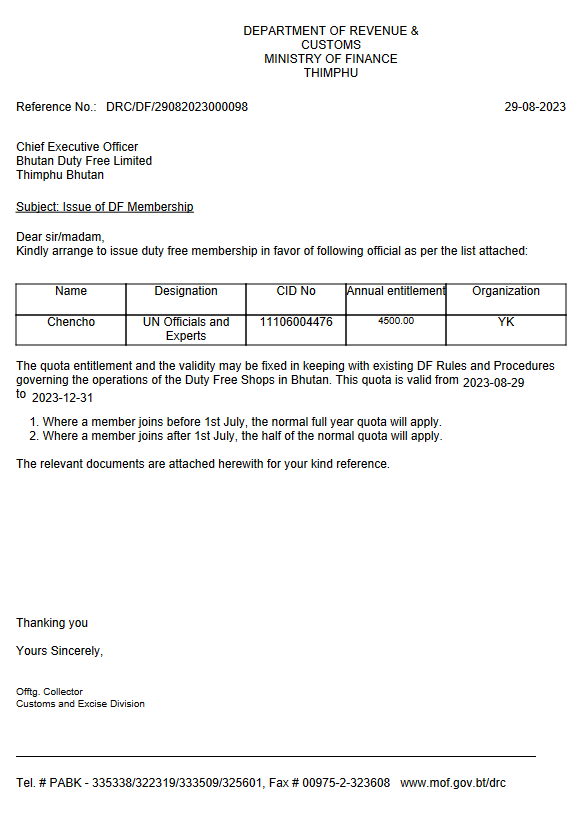 DEPARTMENT OF REVENUE &
CUSTOMS
MINISTRY OF FINANCE
THIMPHU
Reference No.: DRC/DF/29082023000098 29-08-2023
Chief Executive Officer
Bhutan Duty Free Limited
Thimphu Bhutan
Subject: Issue of DF Membership
Dear sir/madam,
Kindly arrange to issue duty free membership in favor of following official as per the list attached:
Name Designation CID No Annual entitlement Organization
Chencho UN Officials and 11106004476 4500.00 YK
Experts
The quota entitlement and the validity may be fixed in keeping with existing DF Rules and Procedures
governing the operations of the Duty Free Shops in Bhutan. This quota is valid from 2023-08-29
to 2023-12-31
1. Where a member joins before 1st July, the normal full year quota will apply.
2. Where a member joins after 1st July, the half of the normal quota will apply.
The relevant documents are attached herewith for your kind reference.
Thanking you
Yours Sincerely,
Offtg. Collector
Customs and Excise Division
Tel. # PABK - 335338/322319/333509/325601, Fax # 00975-2-323608 www.mof.gov.bt/drc